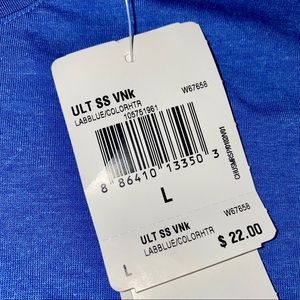 ULT SS VNk
W67658
LABBLUE/COLORHTR
105751961
8 86410 13350 3
L
ULT SS VNk
W67658
LABBLUE/COLORHTR
L
$ 22.00